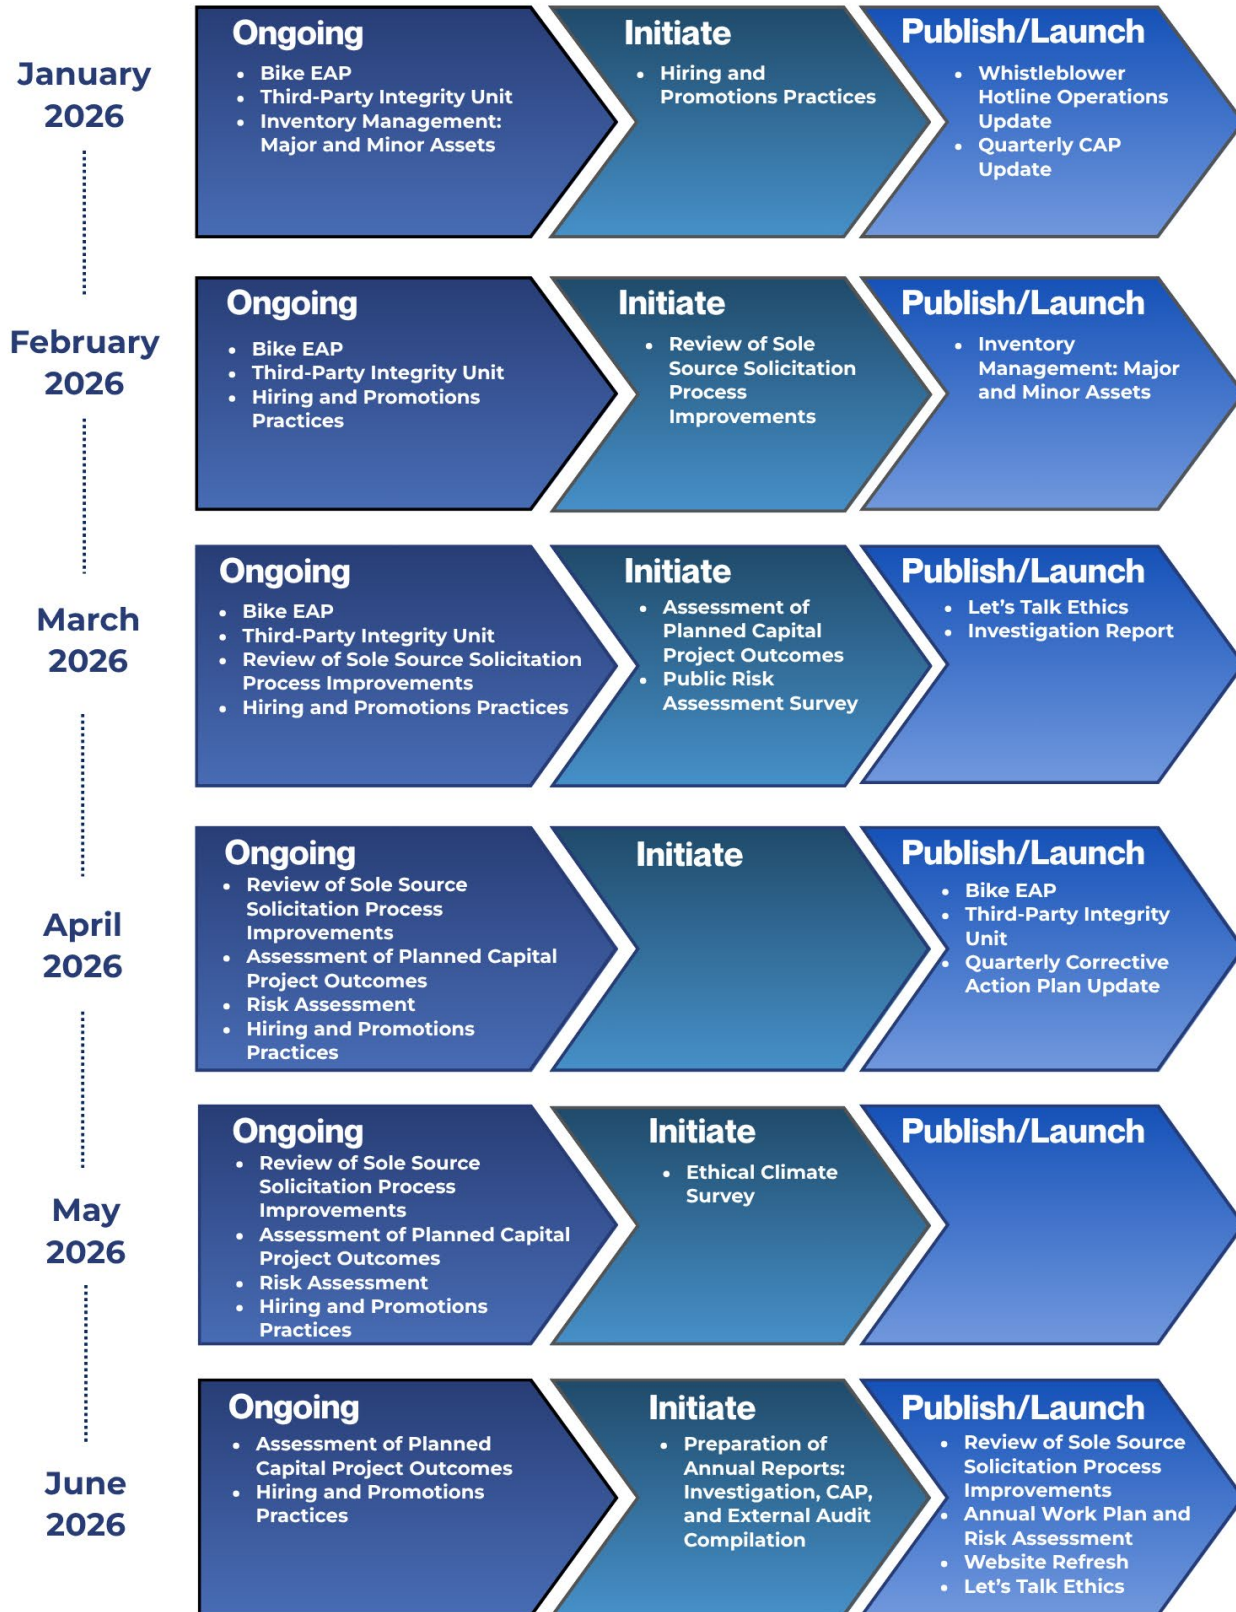 January
2026
Ongoing
• Bike EAP
• Third-Party Integrity Unit
• Inventory Management:
Major and Minor Assets
Initiate
• Hiring and
Promotions Practices
Publish/Launch
• Whistleblower
Hotline Operations
Update
• Quarterly CAP
Update
February
2026
Ongoing
• Bike EAP
• Third-Party Integrity Unit
• Hiring and Promotions
Practices
Initiate
• Review of Sole
Source Solicitation
Process
Improvements
Publish/Launch
• Inventory
Management: Major
and Minor Assets
March
2026
Ongoing
• Bike EAP
• Third-Party Integrity Unit
• Review of Sole Source Solicitation
Process Improvements
• Hiring and Promotions Practices
Initiate
• Assessment of
Planned Capital
Project Outcomes
• Public Risk
Assessment Survey
Publish/Launch
• Let’s Talk Ethics
• Investigation Report
April
2026
Ongoing
• Review of Sole Source
Solicitation Process
Improvements
• Assessment of Planned Capital
Project Outcomes
• Risk Assessment
• Hiring and Promotions
Practices
Initiate
Publish/Launch
• Bike EAP
• Third-Party Integrity
Unit
• Quarterly Corrective
Action Plan Update
May
2026
Ongoing
• Review of Sole Source
Solicitation Process
Improvements
• Assessment of Planned Capital
Project Outcomes
• Risk Assessment
• Hiring and Promotions
Practices
Initiate
• Ethical Climate
Survey
Publish/Launch
June
2026
Ongoing
• Assessment of Planned
Capital Project Outcomes
• Hiring and Promotions
Practices
Initiate
• Preparation of
Annual Reports:
Investigation, CAP,
and External Audit
Compilation
Publish/Launch
• Review of Sole Source
Solicitation Process
Improvements
• Annual Work Plan and
Risk Assessment
• Website Refresh
• Let’s Talk Ethics